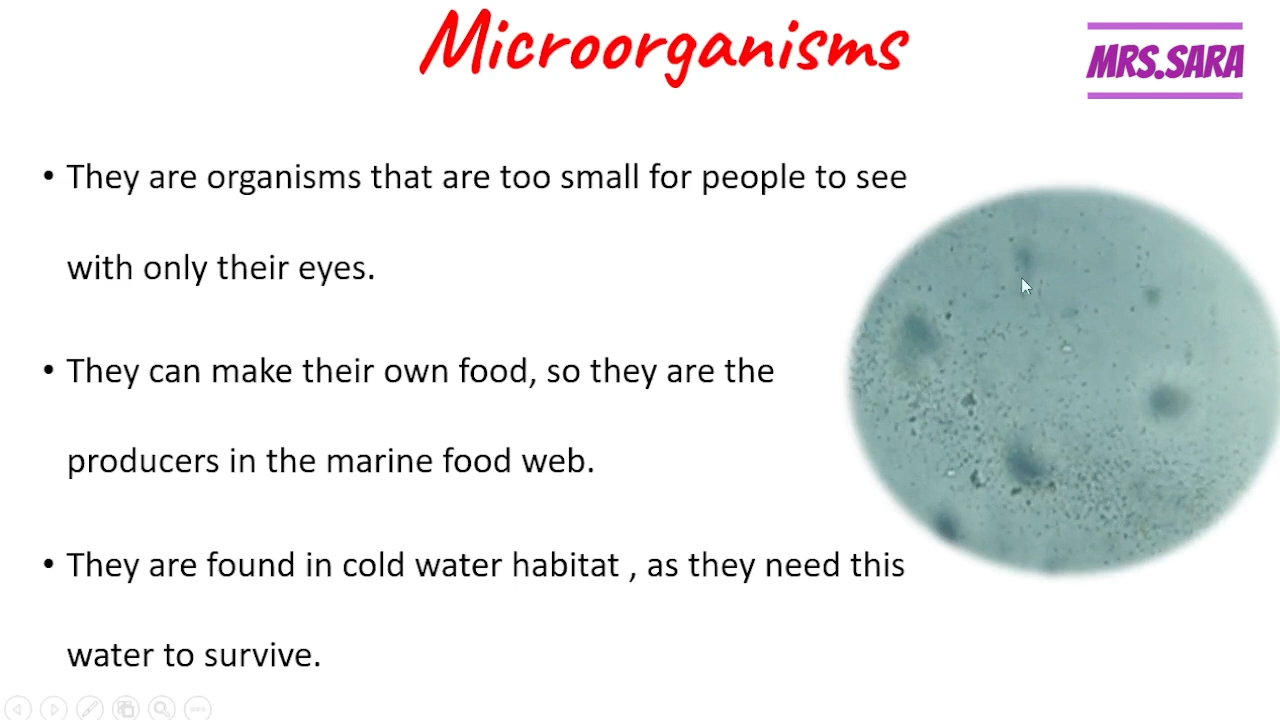 Microorganisms
MRS.SARA
• They are organisms that are too small for people to see
with only their eyes.
• They can make their own food, so they are the
producers in the marine food web.
• They are found in cold water habitat , as they need this
water to survive.